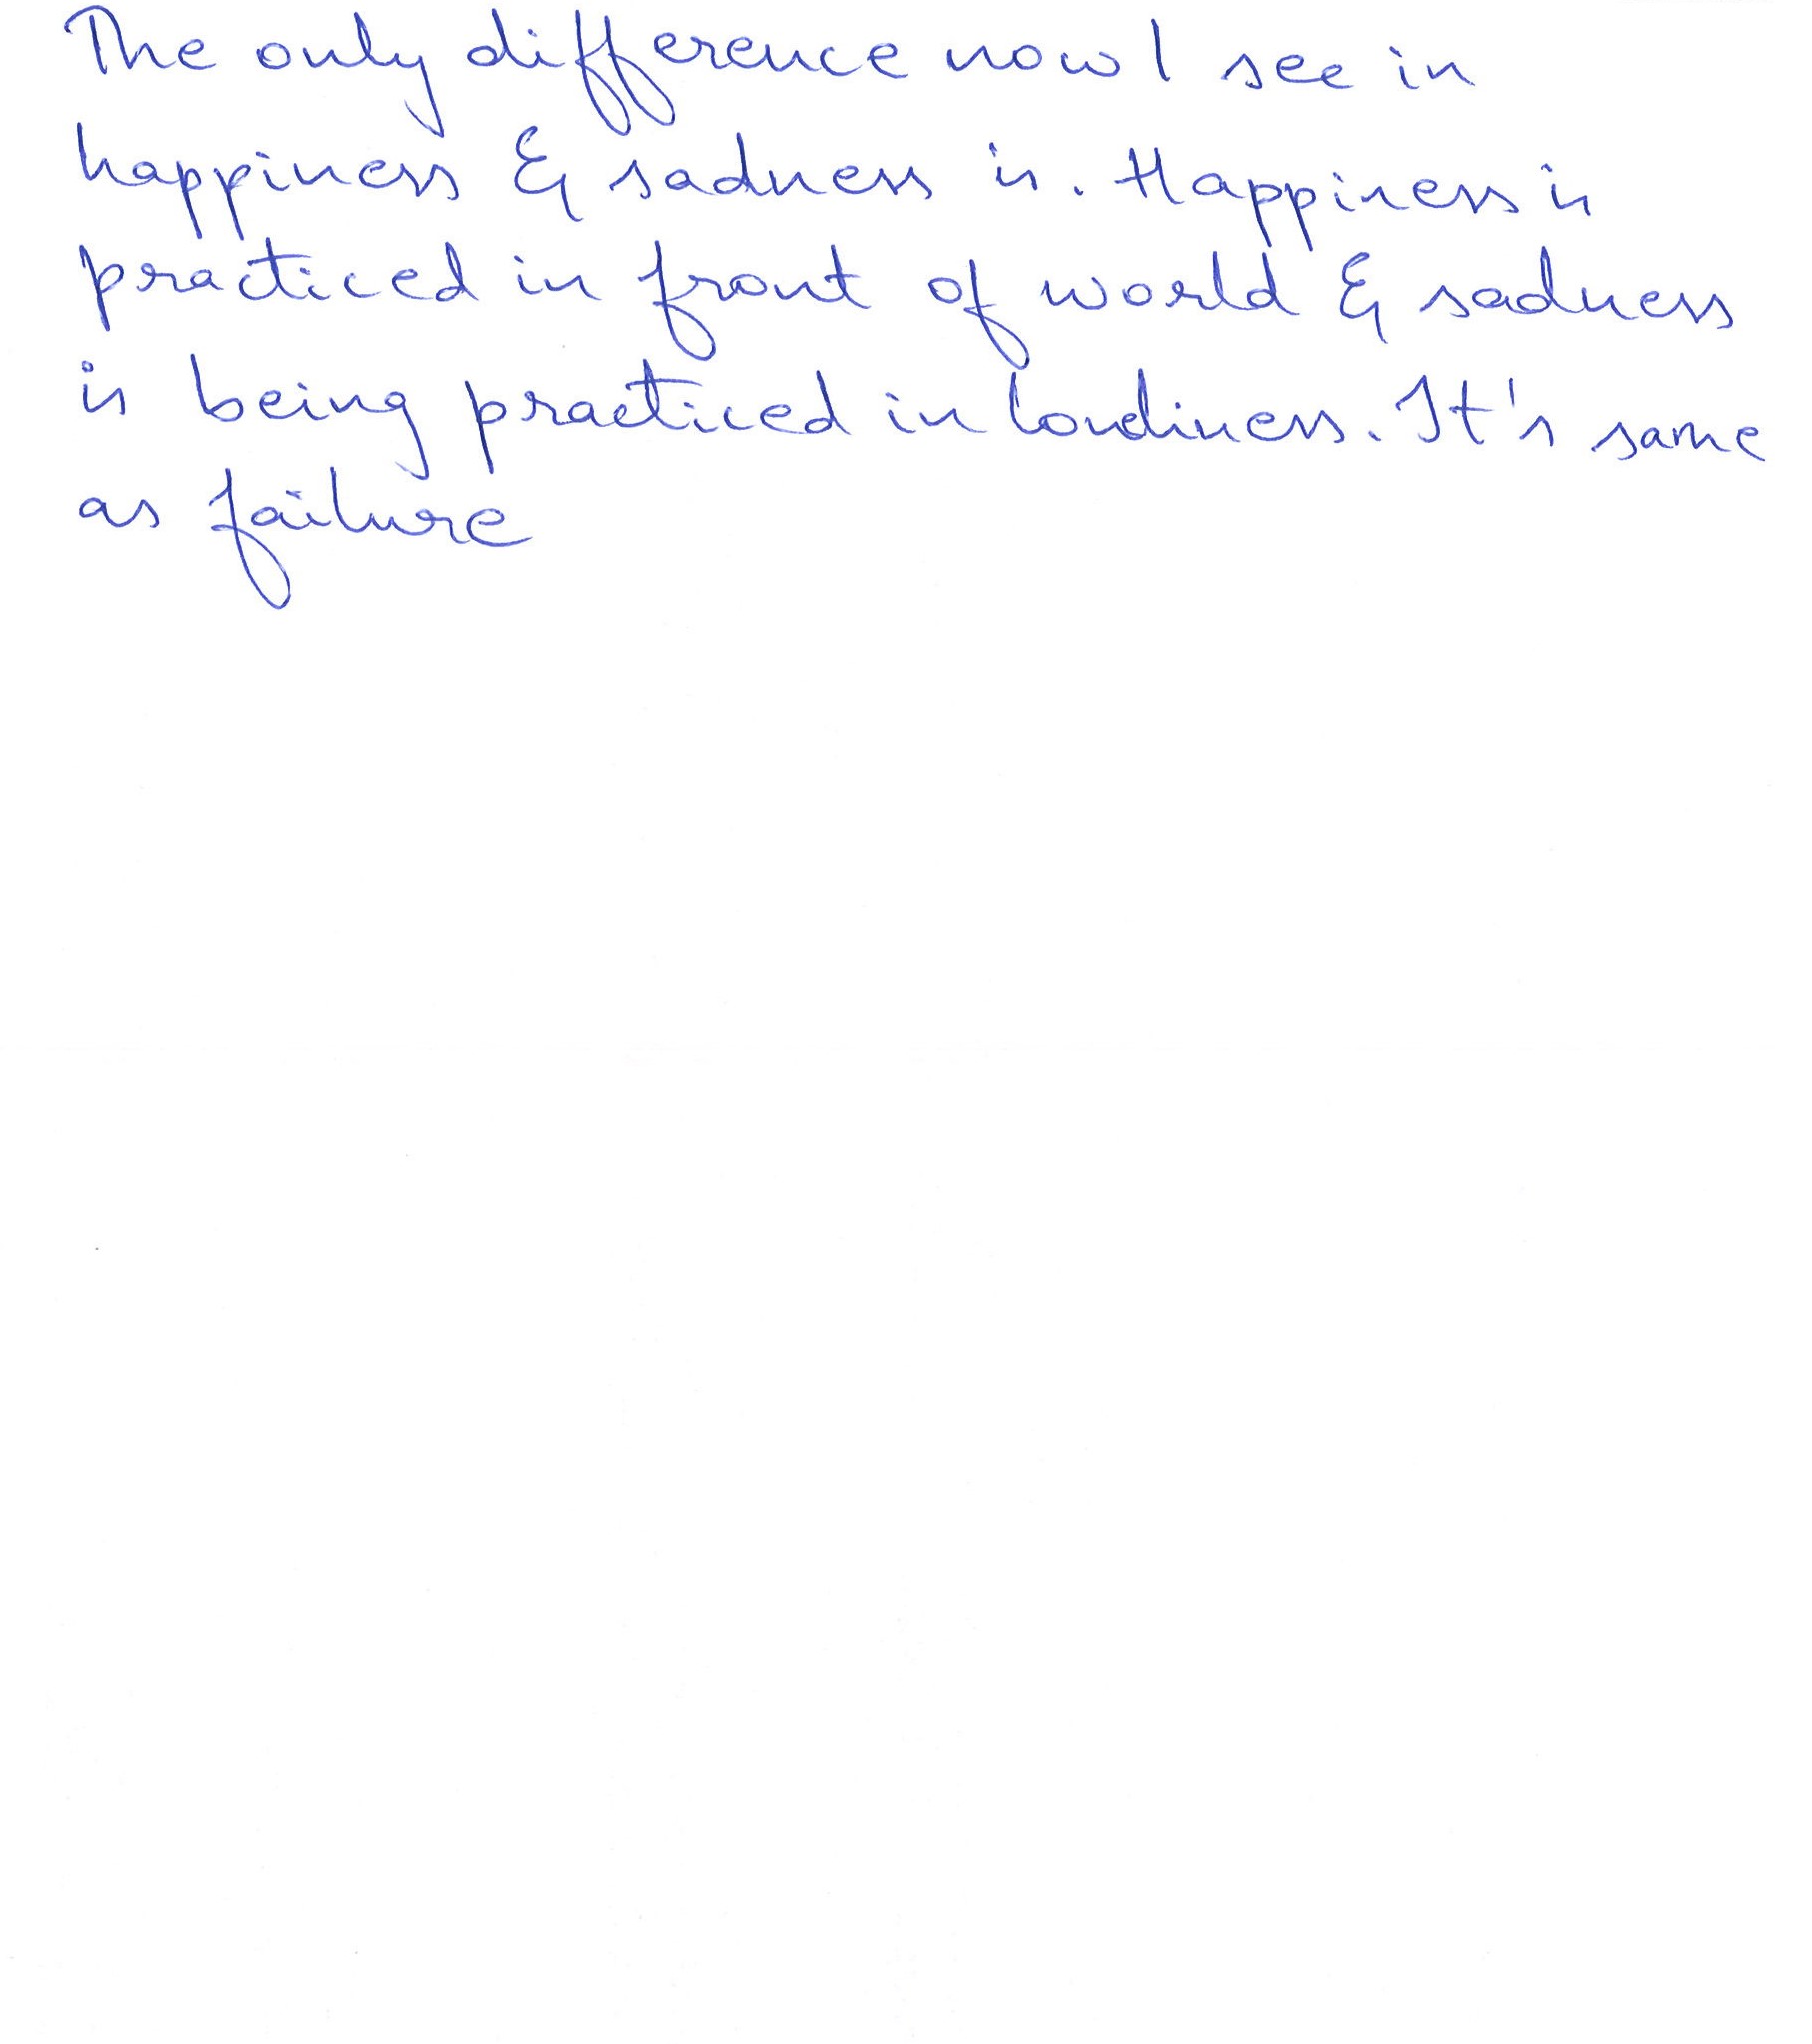 The only difference now I see in
happiness & sadness is. Happiness is
practiced in front of world & sadness
is being practiced in loneliness. It's same
as failure